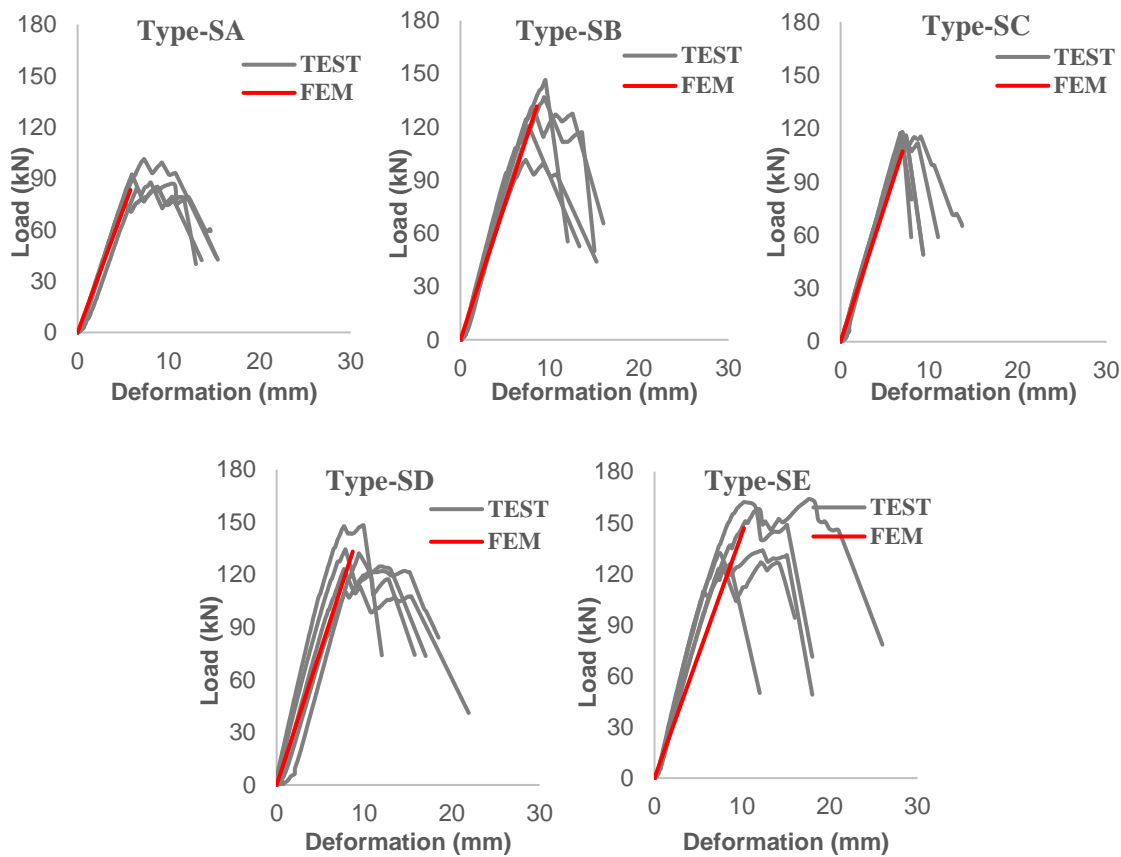 Type-SA
TEST
FEM
Load (kN)
180
150
120
90
60
30
0
0 10 20 30
Deformation (mm)
Type-SB
TEST
FEM
Load (kN)
180
150
120
90
60
30
0
0 10 20 30
Deformation (mm)
Type-SC
TEST
FEM
Load (kN)
180
150
120
90
60
30
0
0 10 20 30
Deformation (mm)
Type-SD
TEST
FEM
Load (kN)
180
150
120
90
60
30
0
0 10 20 30
Deformation (mm)
Type-SE
TEST
FEM
Load (kN)
180
150
120
90
60
30
0
0 10 20 30
Deformation (mm)